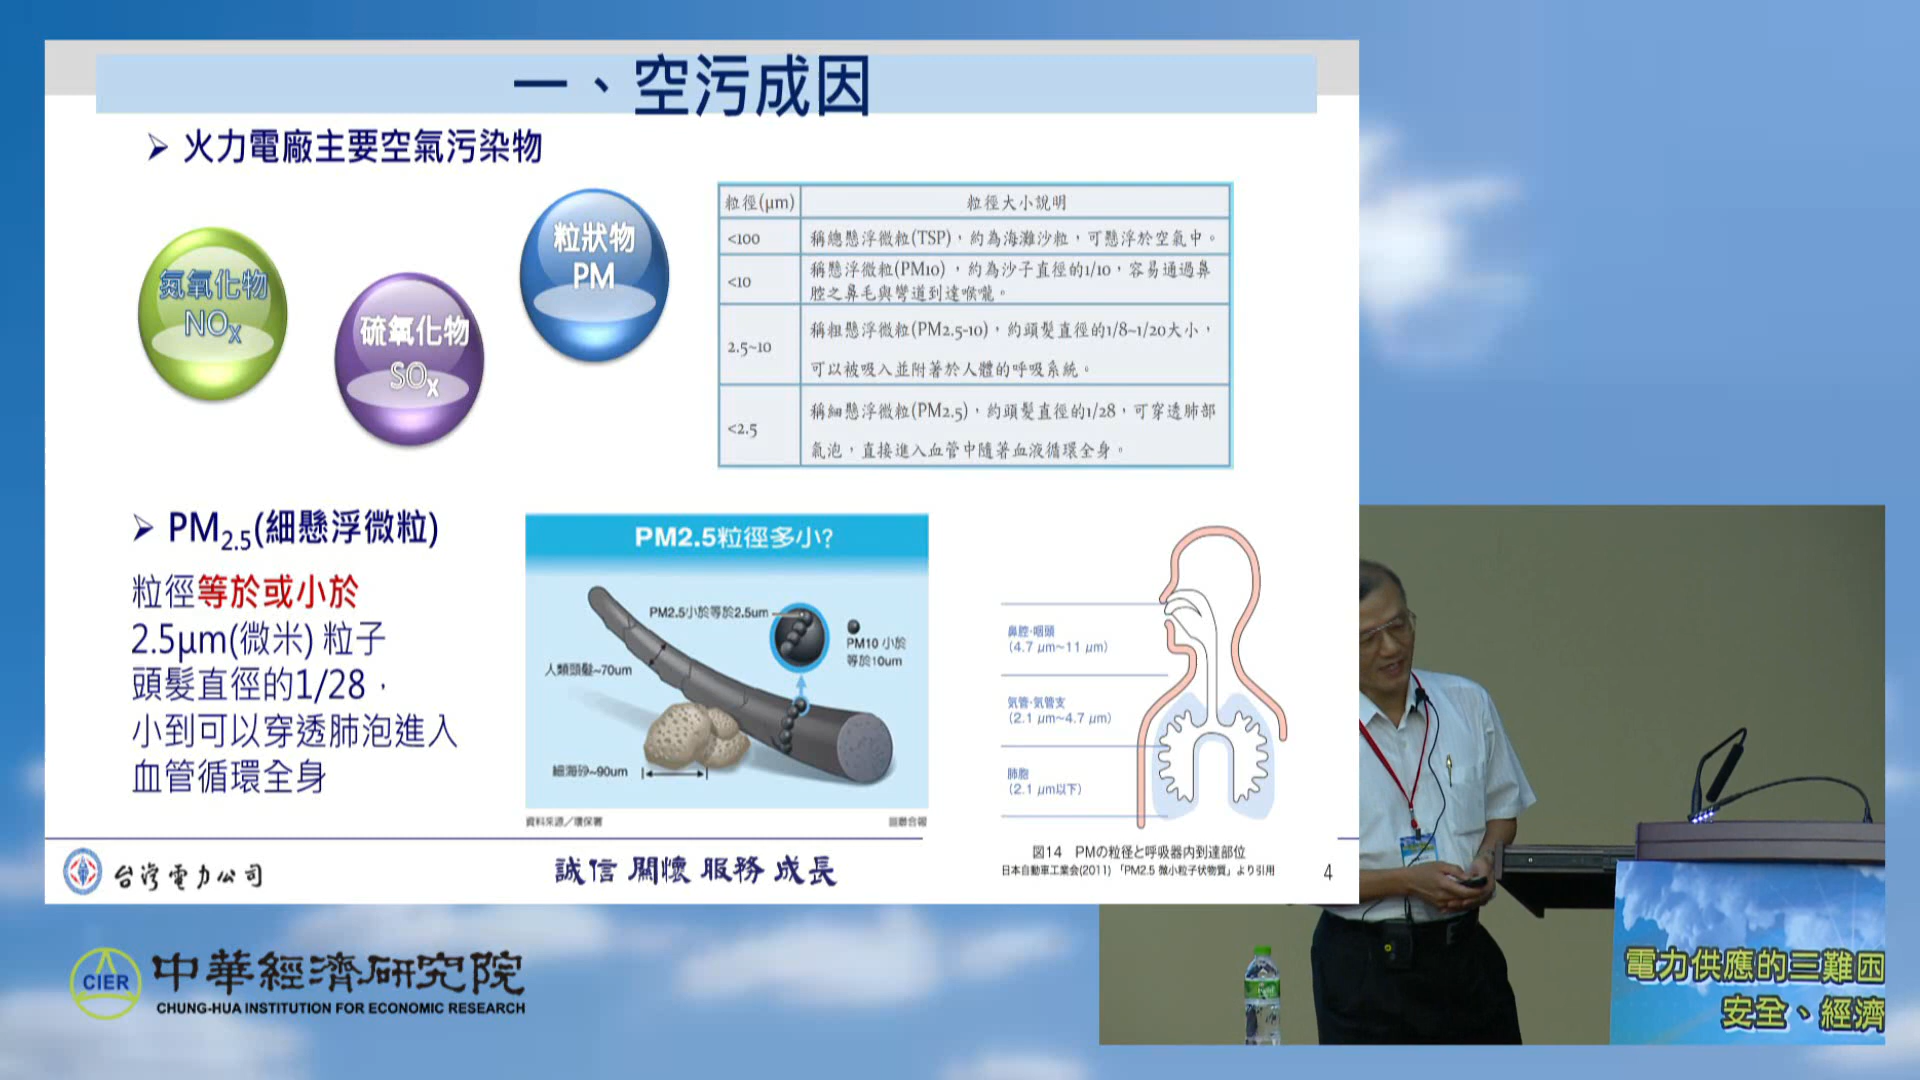 一、空污成因
火力電廠主要空氣污染物
氮氧化物
NOX
硫氧化物
SOX
粒狀物
PM
粒徑(μm) 粒徑大小說明
<100 稱總懸浮微粒(TSP)，約為海灘沙粒，可懸浮於空氣中。
<10 稱懸浮微粒(PM10)，約為沙子直徑的1/10，容易通過鼻
腔之鼻毛與彎道到達喉嚨。
2.5~10 稱粗懸浮微粒(PM2.5-10)，約頭髮直徑的1/8~1/20大小，
可以被吸入並附著於人體的呼吸系統。
<2.5 稱細懸浮微粒(PM2.5)，約頭髮直徑的1/28，可穿透肺部
氣泡，直接進入血管中隨著血液循環全身。
PM2.5(細懸浮微粒)
粒徑等於或小於
2.5μm(微米) 粒子
頭髮直徑的1/28，
小到可以穿透肺泡進入
血管循環全身
PM2.5粒徑多小?
PM2.5小於等於2.5um
PM10 小於
等於10um
人類頭髮~70um
細海砂~90um
資料來源／環保署
圖聯合報
鼻腔·咽頭
(4.7 μm~11 μm)
気管·気管支
(2.1 μm~4.7 μm)
肺胞
(2.1 μm以下)
図14 PMの粒径と呼吸器内到達部位
日本自動車工業会(2011)「PM2.5 微小粒子状物質」より引用
台灣電力公司
誠信 關懷 服務 成長
4
CIER
中華經濟研究院
CHUNG-HUA INSTITUTION FOR ECONOMIC RESEARCH
電力供應的三難困
安全、經濟